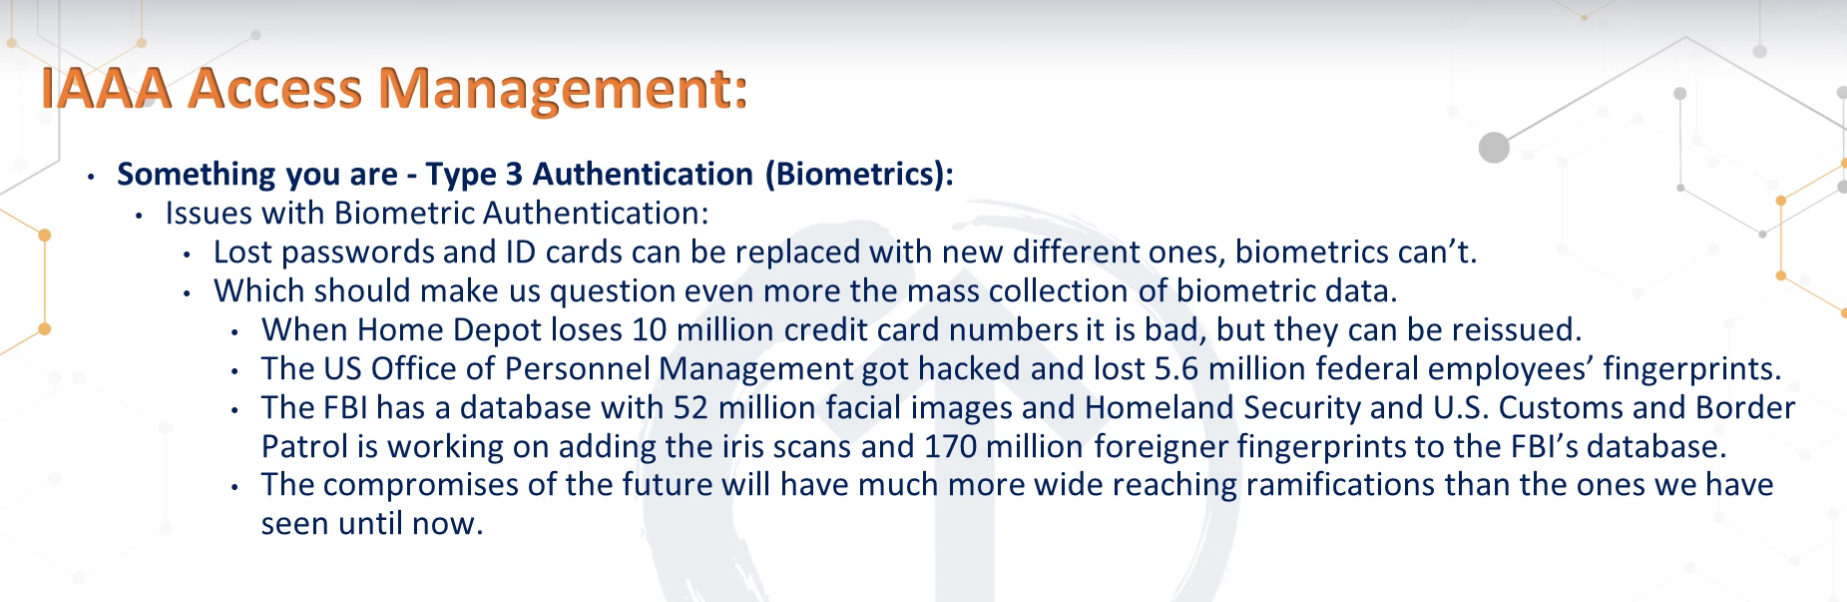 IAAA Access Management:
• Something you are - Type 3 Authentication (Biometrics):
• Issues with Biometric Authentication:
• Lost passwords and ID cards can be replaced with new different ones, biometrics can’t.
• Which should make us question even more the mass collection of biometric data.
• When Home Depot loses 10 million credit card numbers it is bad, but they can be reissued.
• The US Office of Personnel Management got hacked and lost 5.6 million federal employees’ fingerprints.
• The FBI has a database with 52 million facial images and Homeland Security and U.S. Customs and Border
Patrol is working on adding the iris scans and 170 million foreigner fingerprints to the FBI’s database.
• The compromises of the future will have much more wide reaching ramifications than the ones we have
seen until now.